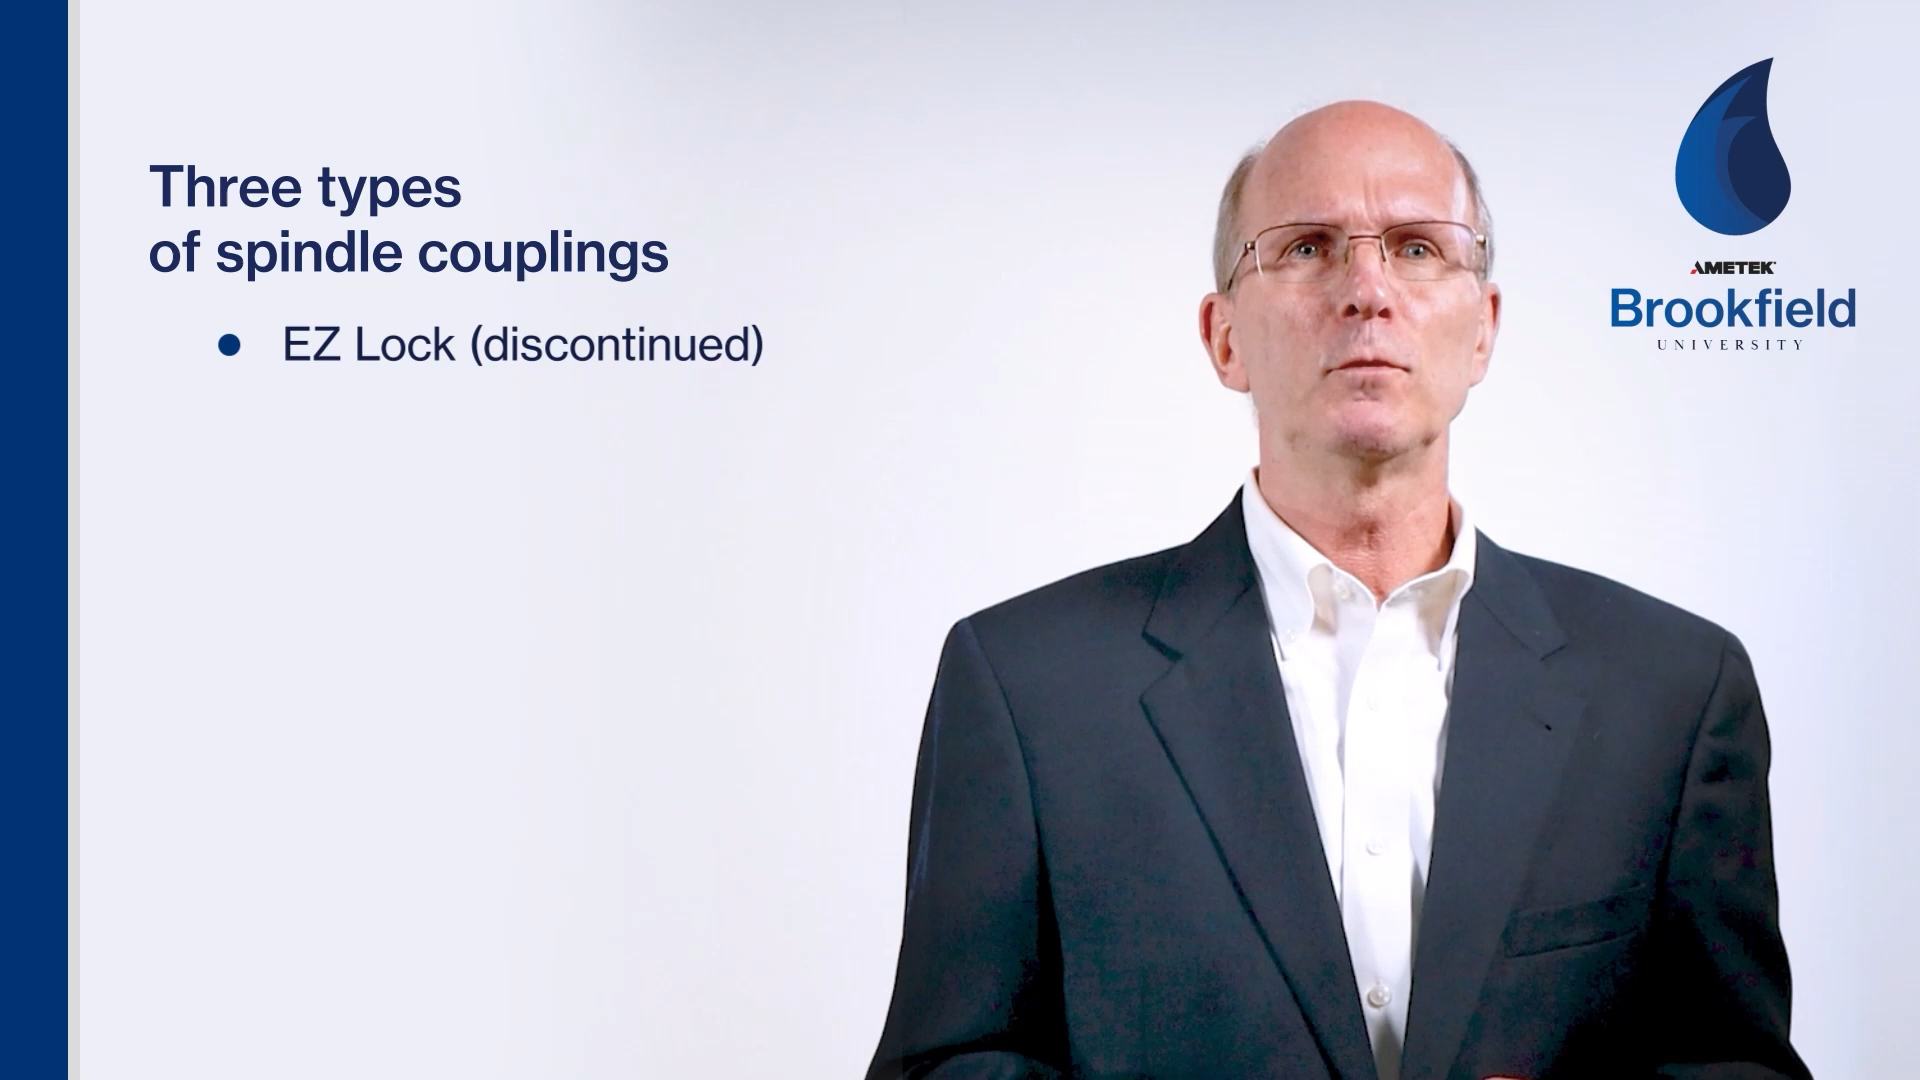 Three types
of spindle couplings
EZ Lock (discontinued)
AMETEK
Brookfield
UNIVERSITY